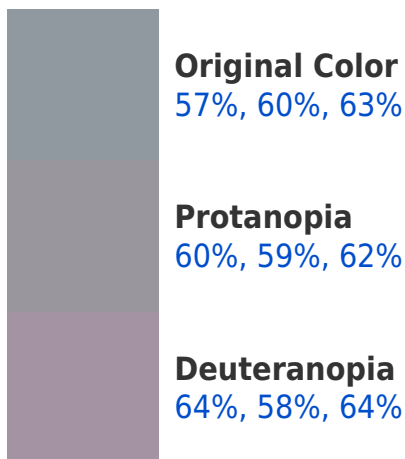 Original Color
57%, 60%, 63%
Protanopia
60%, 59%, 62%
Deuteranopia
64%, 58%, 64%